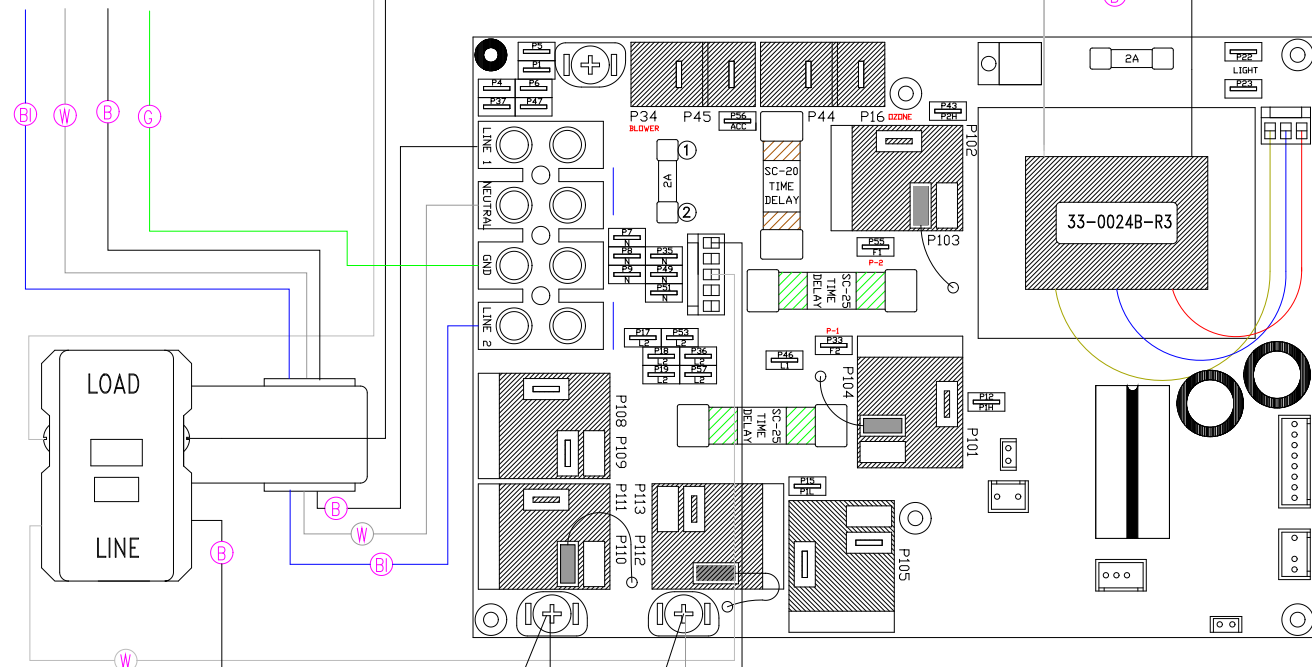 B
Bl
W
B
G
P5
P1
P4
P6
P37
P47
P34
P45
BLOWER
P56
ACC
P44
P16
OZONE
P43
P2H
P102
2A
P22
LIGHT
P23
LINE 1
NEUTRAL
GND
LINE 2
1
2A
2
SC-20
TIME
DELAY
P103
P55
F1
P-2
33-0024B-R3
P7
N
P8
N
P35
N
P9
N
P49
N
P51
N
SC-25
TIME
DELAY
P17
L2
P53
L2
P18
L2
P36
L2
P19
L2
P57
L2
P-1
P33
F2
P46
L1
P104
P12
P1H
P101
LOAD
LINE
P108
P109
SC-25
TIME
DELAY
P111
P110
P113
P112
P15
P1L
P105
B
W
Bl
B
W